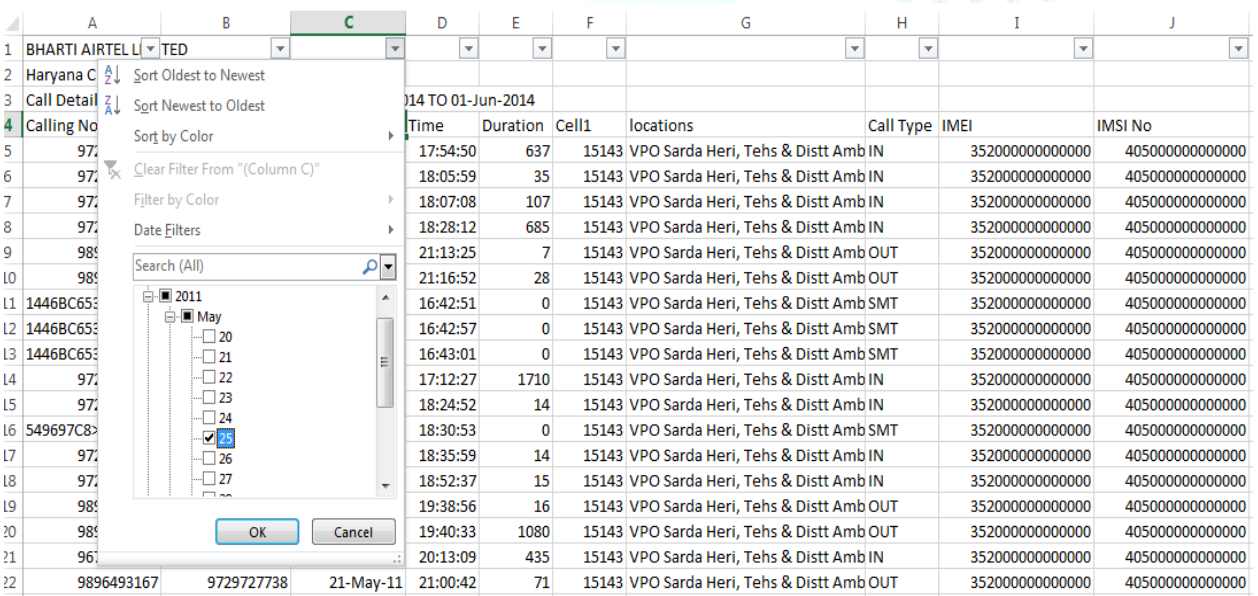 A B C D E F G H I J
1 BHARTI AIRTEL LI TED
2 Haryana C
3 Call Detail 014 TO 01-Jun-2014
4 Calling No Time Duration Cell1 locations Call Type IMEI IMSI No
5 972 17:54:50 637 15143 VPO Sarda Heri, Tehs & Distt Amb IN 352000000000000 405000000000000
6 972 18:05:59 35 15143 VPO Sarda Heri, Tehs & Distt Amb IN 352000000000000 405000000000000
7 972 18:07:08 107 15143 VPO Sarda Heri, Tehs & Distt Amb IN 352000000000000 405000000000000
8 972 18:28:12 685 15143 VPO Sarda Heri, Tehs & Distt Amb IN 352000000000000 405000000000000
9 989 21:13:25 7 15143 VPO Sarda Heri, Tehs & Distt Amb OUT 352000000000000 405000000000000
10 989 21:16:52 28 15143 VPO Sarda Heri, Tehs & Distt Amb OUT 352000000000000 405000000000000
11 1446BC653 16:42:51 0 15143 VPO Sarda Heri, Tehs & Distt Amb SMT 352000000000000 405000000000000
12 1446BC653 16:42:57 0 15143 VPO Sarda Heri, Tehs & Distt Amb SMT 352000000000000 405000000000000
13 1446BC653 16:43:01 0 15143 VPO Sarda Heri, Tehs & Distt Amb SMT 352000000000000 405000000000000
14 972 17:12:27 1710 15143 VPO Sarda Heri, Tehs & Distt Amb IN 352000000000000 405000000000000
15 972 18:24:52 14 15143 VPO Sarda Heri, Tehs & Distt Amb IN 352000000000000 405000000000000
16 549697C8> 18:30:53 0 15143 VPO Sarda Heri, Tehs & Distt Amb SMT 352000000000000 405000000000000
17 972 18:35:59 14 15143 VPO Sarda Heri, Tehs & Distt Amb IN 352000000000000 405000000000000
18 972 18:52:37 15 15143 VPO Sarda Heri, Tehs & Distt Amb IN 352000000000000 405000000000000
19 989 19:38:56 16 15143 VPO Sarda Heri, Tehs & Distt Amb OUT 352000000000000 405000000000000
20 989 19:40:33 1080 15143 VPO Sarda Heri, Tehs & Distt Amb OUT 352000000000000 405000000000000
21 967 20:13:09 435 15143 VPO Sarda Heri, Tehs & Distt Amb IN 352000000000000 405000000000000
22 9896493167 9729727738 21-May-11 21:00:42 71 15143 VPO Sarda Heri, Tehs & Distt Amb OUT 352000000000000 405000000000000
Sort Oldest to Newest
Sort Newest to Oldest
Sort by Color
Clear Filter From "(Column C)"
Filter by Color
Date Filters
Search (All)
2011
May
20
21
22
23
24
25
26
27
OK Cancel